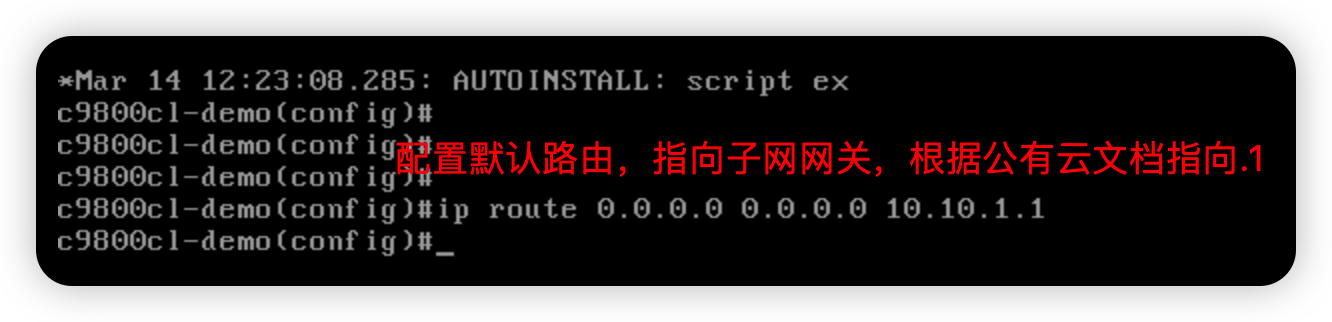 *Mar 14 12:23:08.285: AUTOINSTALL: script ex
c9800cl-demo(config)#
c9800cl-demo(config)#
配置默认路由，指向子网网关，根据公有云文档指向.1
c9800cl-demo(config)#
c9800cl-demo(config)#ip route 0.0.0.0 0.0.0.0 10.10.1.1
c9800cl-demo(config)#_